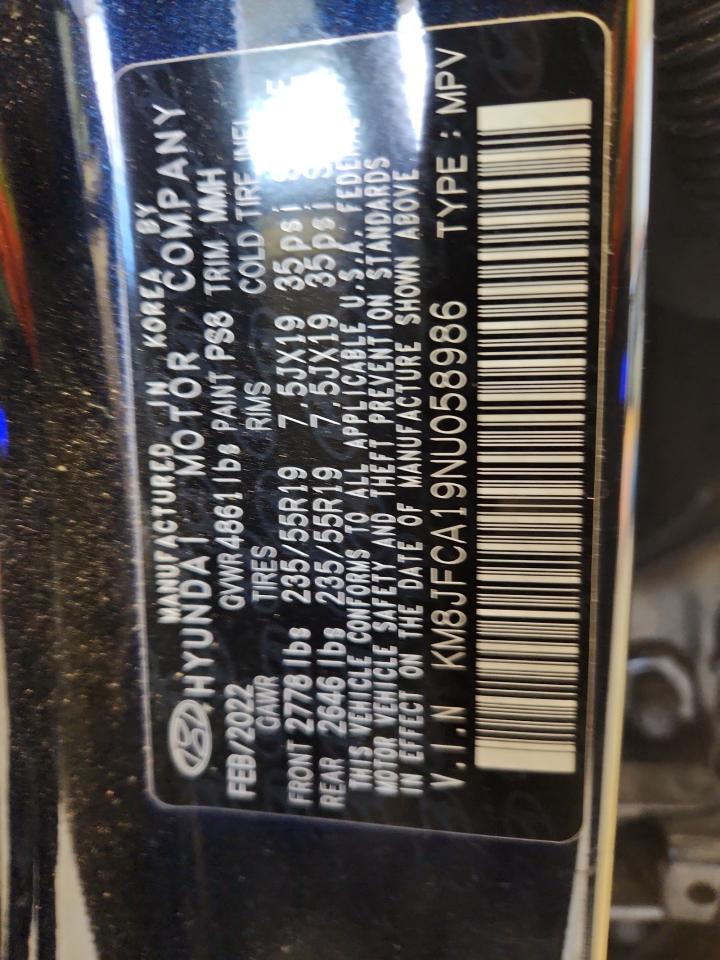 MANUFACTURED IN KOREA BY
HYUNDAI MOTOR COMPANY
FEB/2022 GVWR 4861lbs PAINT PS8 TRIM MMH
GAWR TIRES RIMS COLD TIRE
FRONT 2778 lbs 235/55R19 7.5JX19 35psi
REAR 2646 lbs 235/55R19 7.5JX19 35psi
THIS VEHICLE CONFORMS TO ALL APPLICABLE U.S.A. FEDERAL
MOTOR VEHICLE SAFETY AND THEFT PREVENTION STANDARDS
IN EFFECT ON THE DATE OF MANUFACTURE SHOWN ABOVE
V.I.N KM8JFCA19NU058986 TYPE : MPV